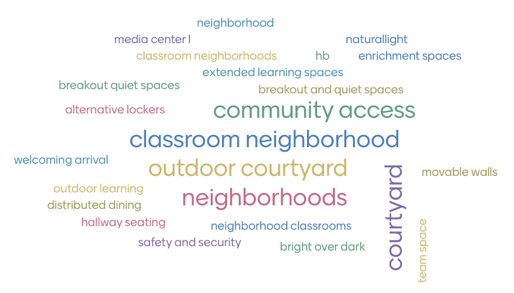 neighborhood
media center l
naturallight
classroom neighborhoods
hb
enrichment spaces
extended learning spaces
breakout quiet spaces
breakout and quiet spaces
alternative lockers
community access
classroom neighborhood
welcoming arrival
outdoor courtyard
courtyard
movable walls
outdoor learning
neighborhoods
distributed dining
hallway seating
neighborhood classrooms
team space
safety and security
bright over dark